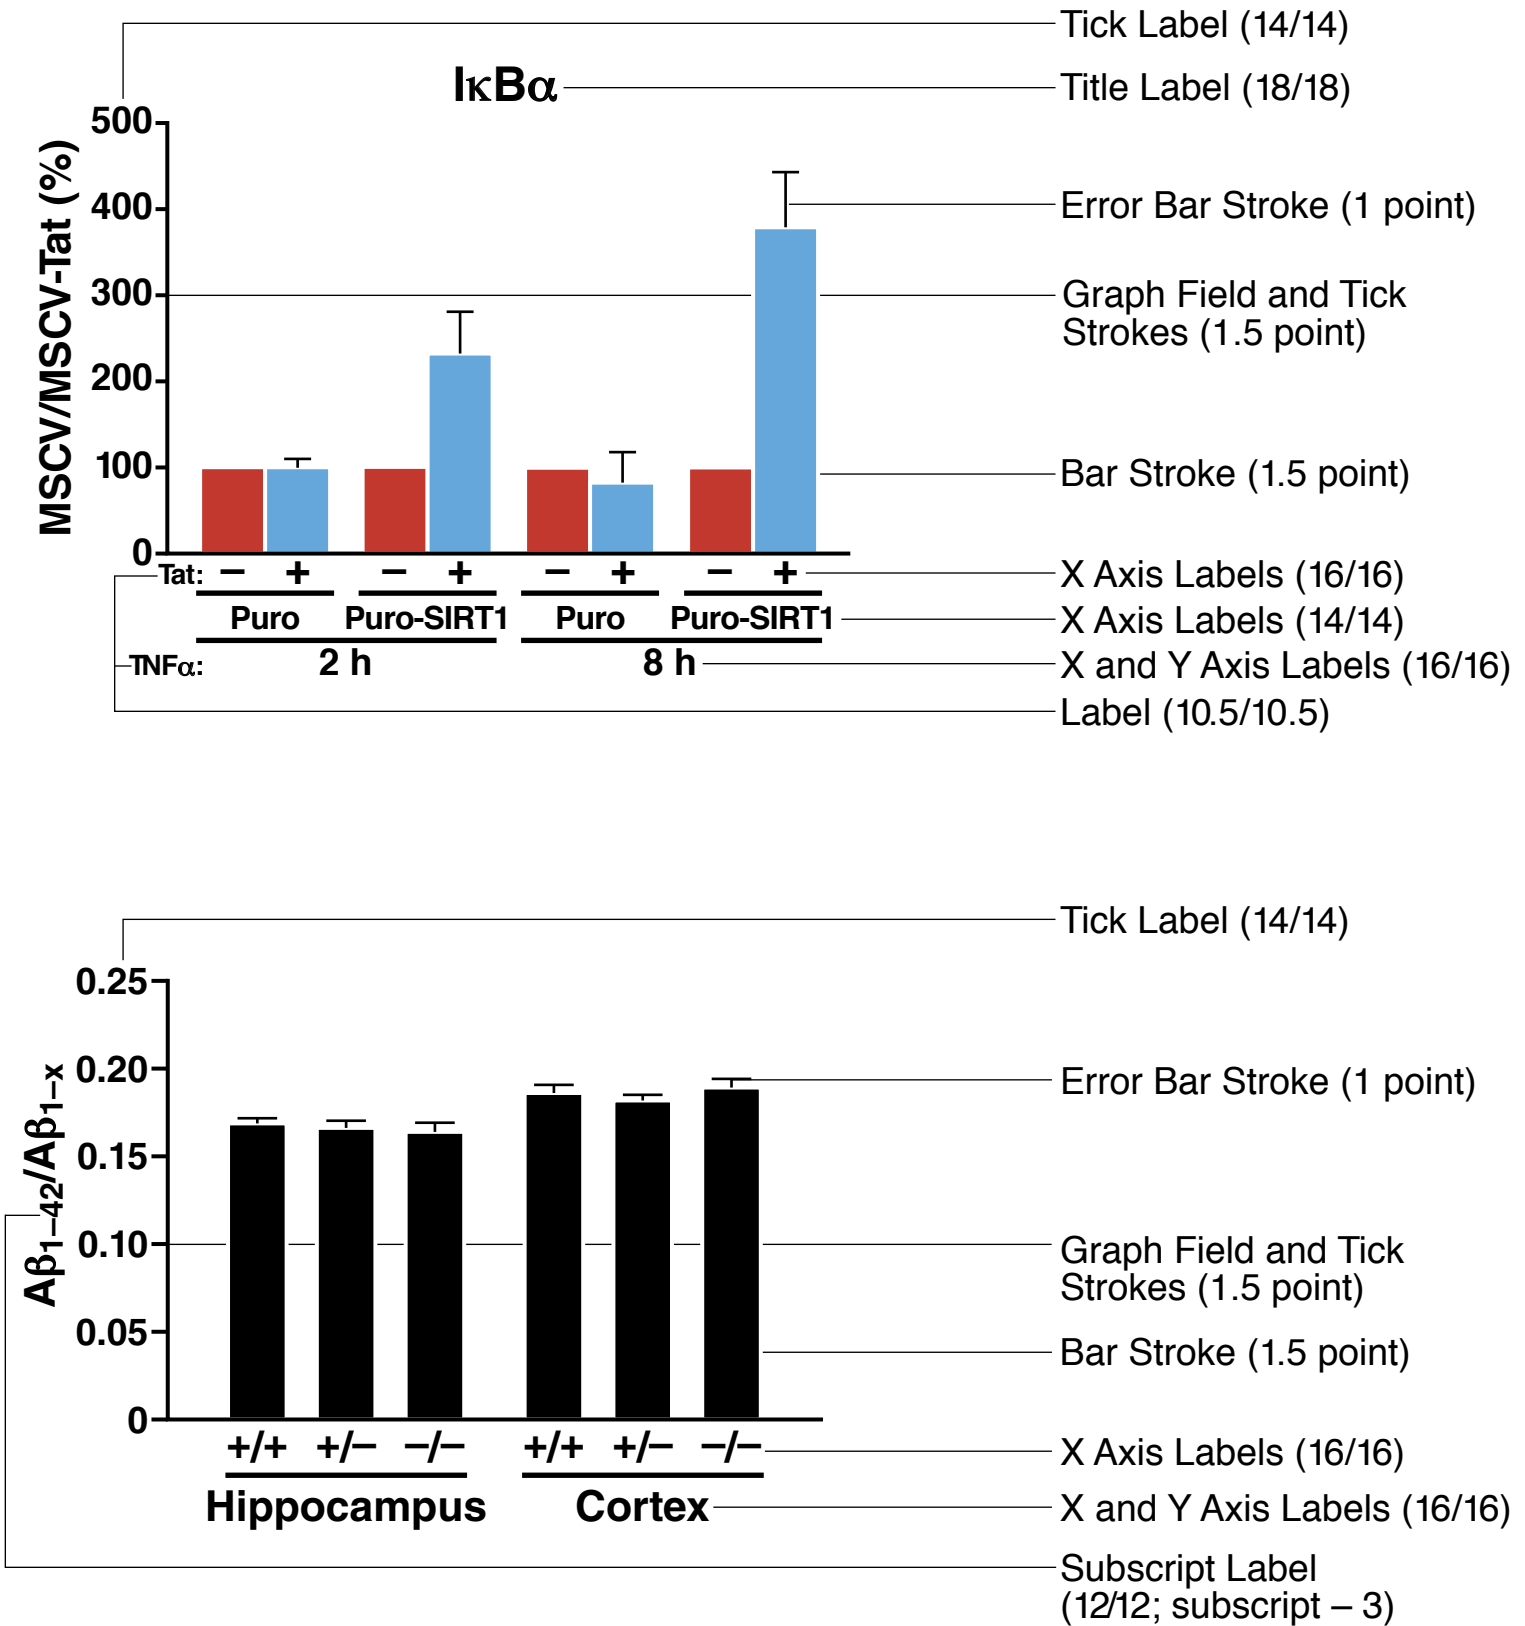 Tick Label (14/14)
IκBα
Title Label (18/18)
MSCV/MSCV-Tat (%)
500
400
Error Bar Stroke (1 point)
300
Graph Field and Tick
Strokes (1.5 point)
200
100
Bar Stroke (1.5 point)
0
Tat: – + – + – + – +
X Axis Labels (16/16)
Puro Puro-SIRT1 Puro Puro-SIRT1
X Axis Labels (14/14)
TNFα: 2 h 8 h
X and Y Axis Labels (16/16)
Label (10.5/10.5)
Tick Label (14/14)
Aβ1–42/Aβ1–x
0.25
0.20
Error Bar Stroke (1 point)
0.15
0.10
Graph Field and Tick
Strokes (1.5 point)
0.05
Bar Stroke (1.5 point)
0
+/+ +/– –/– +/+ +/– –/–
X Axis Labels (16/16)
Hippocampus Cortex
X and Y Axis Labels (16/16)
Subscript Label
(12/12; subscript – 3)